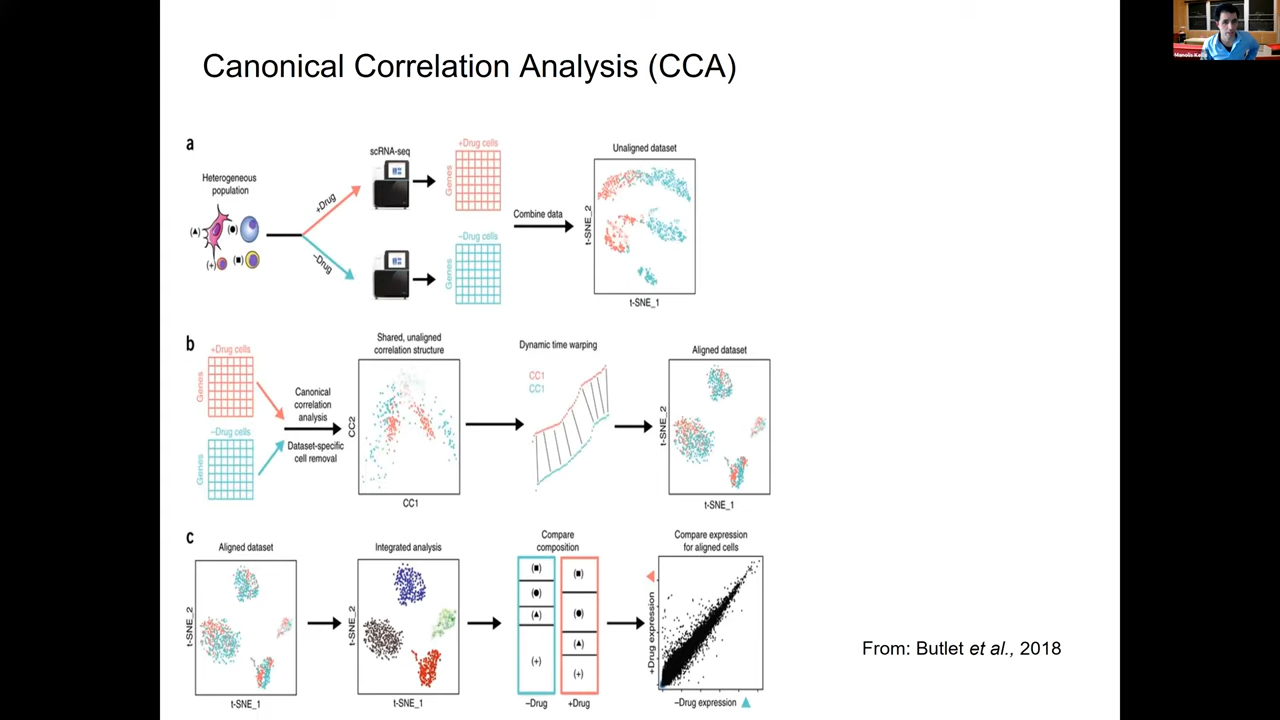 Canonical Correlation Analysis (CCA)
a
Heterogeneous
population
(▲)
(●)
(+)
(■)
+Drug
–Drug
scRNA-seq
+Drug cells
Genes
–Drug cells
Genes
Combine data
Unaligned dataset
t-SNE_2
t-SNE_1
b
+Drug cells
Genes
–Drug cells
Genes
Canonical
correlation
analysis
Dataset-specific
cell removal
Shared, unaligned
correlation structure
CC2
CC1
Dynamic time warping
CC1
CC1
Aligned dataset
t-SNE_2
t-SNE_1
c
Aligned dataset
t-SNE_2
t-SNE_1
Integrated analysis
t-SNE_2
t-SNE_1
Compare
composition
(■)
(●)
(▲)
(+)
(■)
(●)
(▲)
(+)
–Drug
+Drug
Compare expression
for aligned cells
+Drug expression
–Drug expression
From: Butlet et al., 2018
Manolis